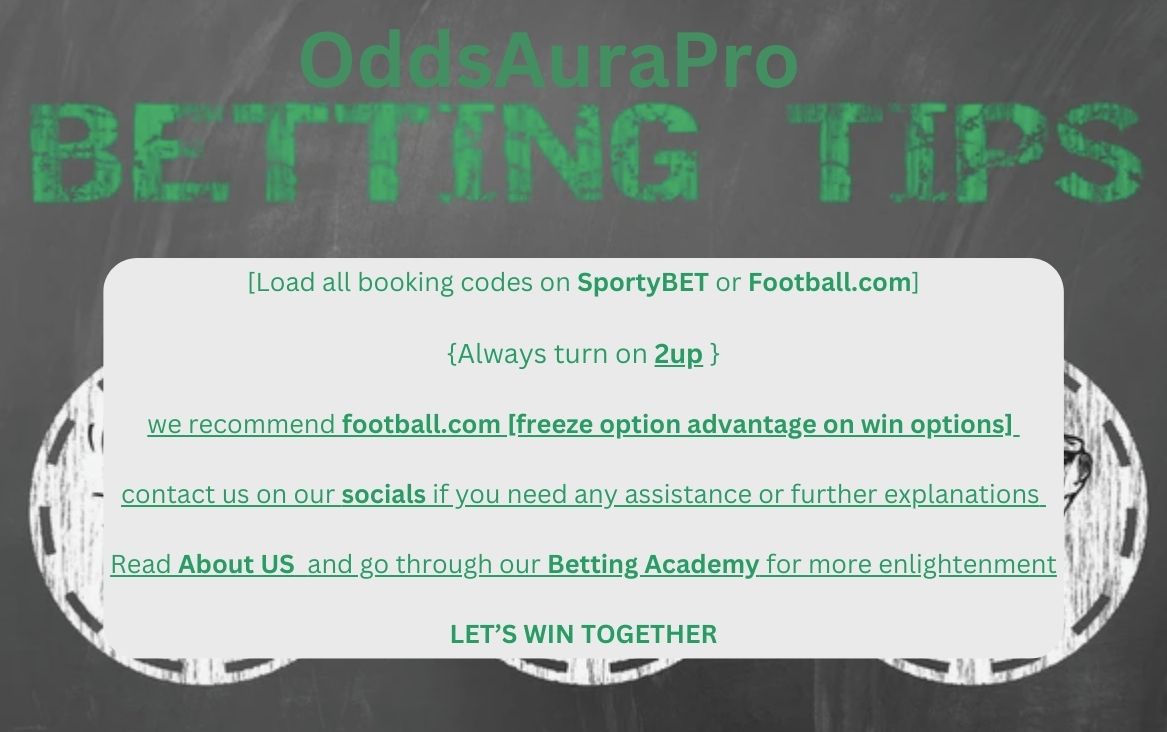 OddsAuraPro
BETTING TIPS
[Load all booking codes on SportyBET or Football.com]
{Always turn on 2up }
we recommend football.com [freeze option advantage on win options]
contact us on our socials if you need any assistance or further explanations
Read About US and go through our Betting Academy for more enlightenment
LET’S WIN TOGETHER